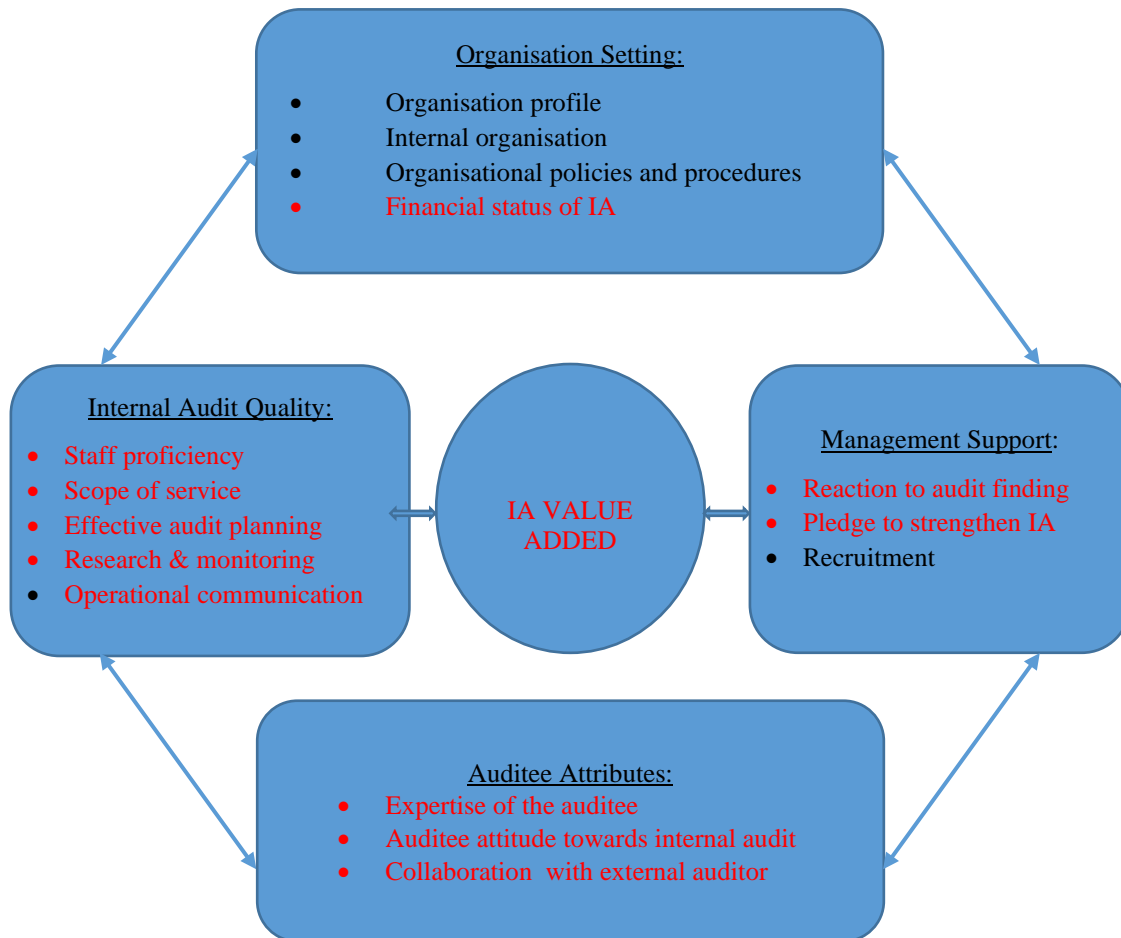 Organisation Setting:
• Organisation profile
• Internal organisation
• Organisational policies and procedures
• Financial status of IA
Internal Audit Quality:
• Staff proficiency
• Scope of service
• Effective audit planning
• Research & monitoring
• Operational communication
IA VALUE
ADDED
Management Support:
• Reaction to audit finding
• Pledge to strengthen IA
• Recruitment
Auditee Attributes:
• Expertise of the auditee
• Auditee attitude towards internal audit
• Collaboration with external auditor